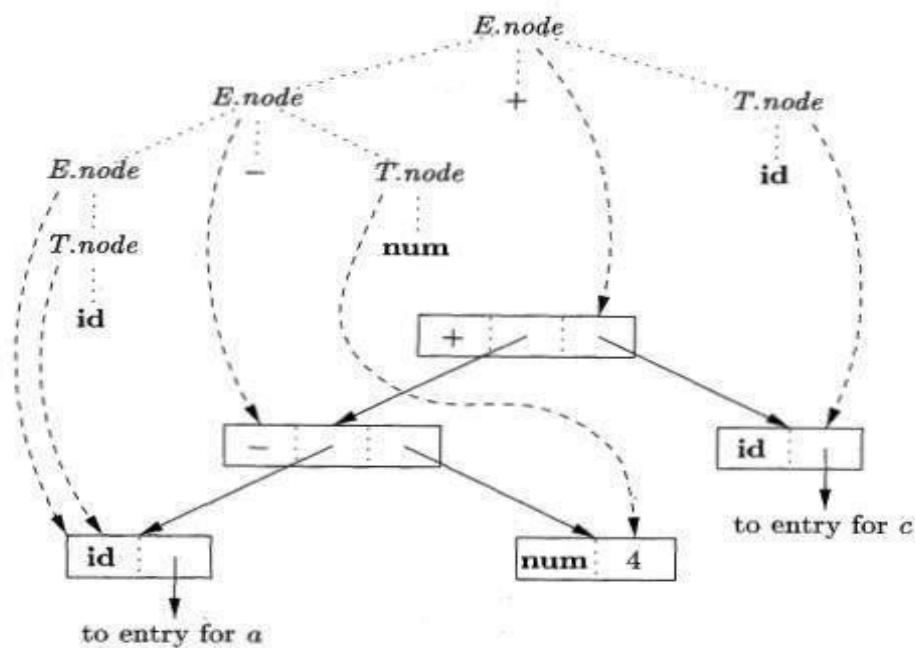 E.node
E.node + T.node
E.node − T.node id
T.node num
id
+
− id
to entry for c
id num 4
to entry for a